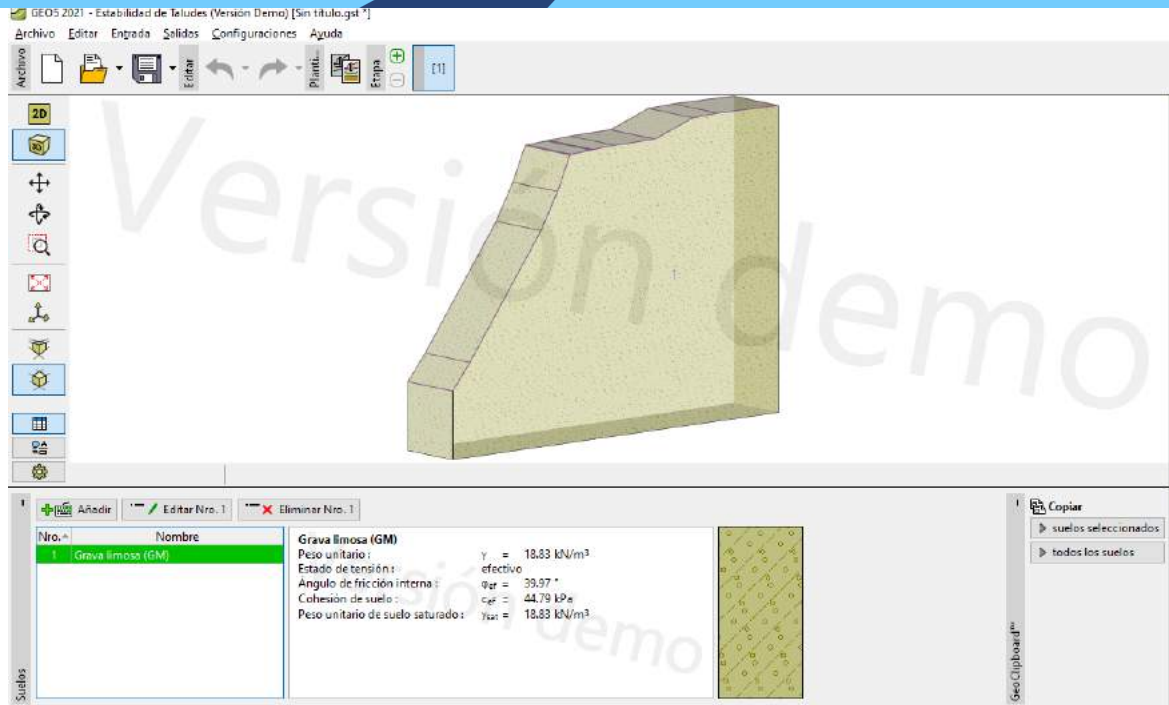 GEO5 2021 - Estabilidad de Taludes (Versión Demo) [Sin título.gst *]
Archivo Editar Entrada Salidas Configuraciones Ayuda
Archivo
Editar
Planti...
Etapa
[1]
2D
3D
Versión demo
Añadir
Editar Nro. 1
Eliminar Nro. 1
Nro.
Nombre
1 Grava limosa (GM)
Grava limosa (GM)
Peso unitario : γ = 18.83 kN/m³
Estado de tensión : efectivo
Angulo de fricción interna : φef = 39.97 °
Cohesión de suelo : cef = 44.79 kPa
Peso unitario de suelo saturado : γsat = 18.83 kN/m³
Versión demo
Suelos
GeoClipboard™
Copiar
suelos seleccionados
todos los suelos